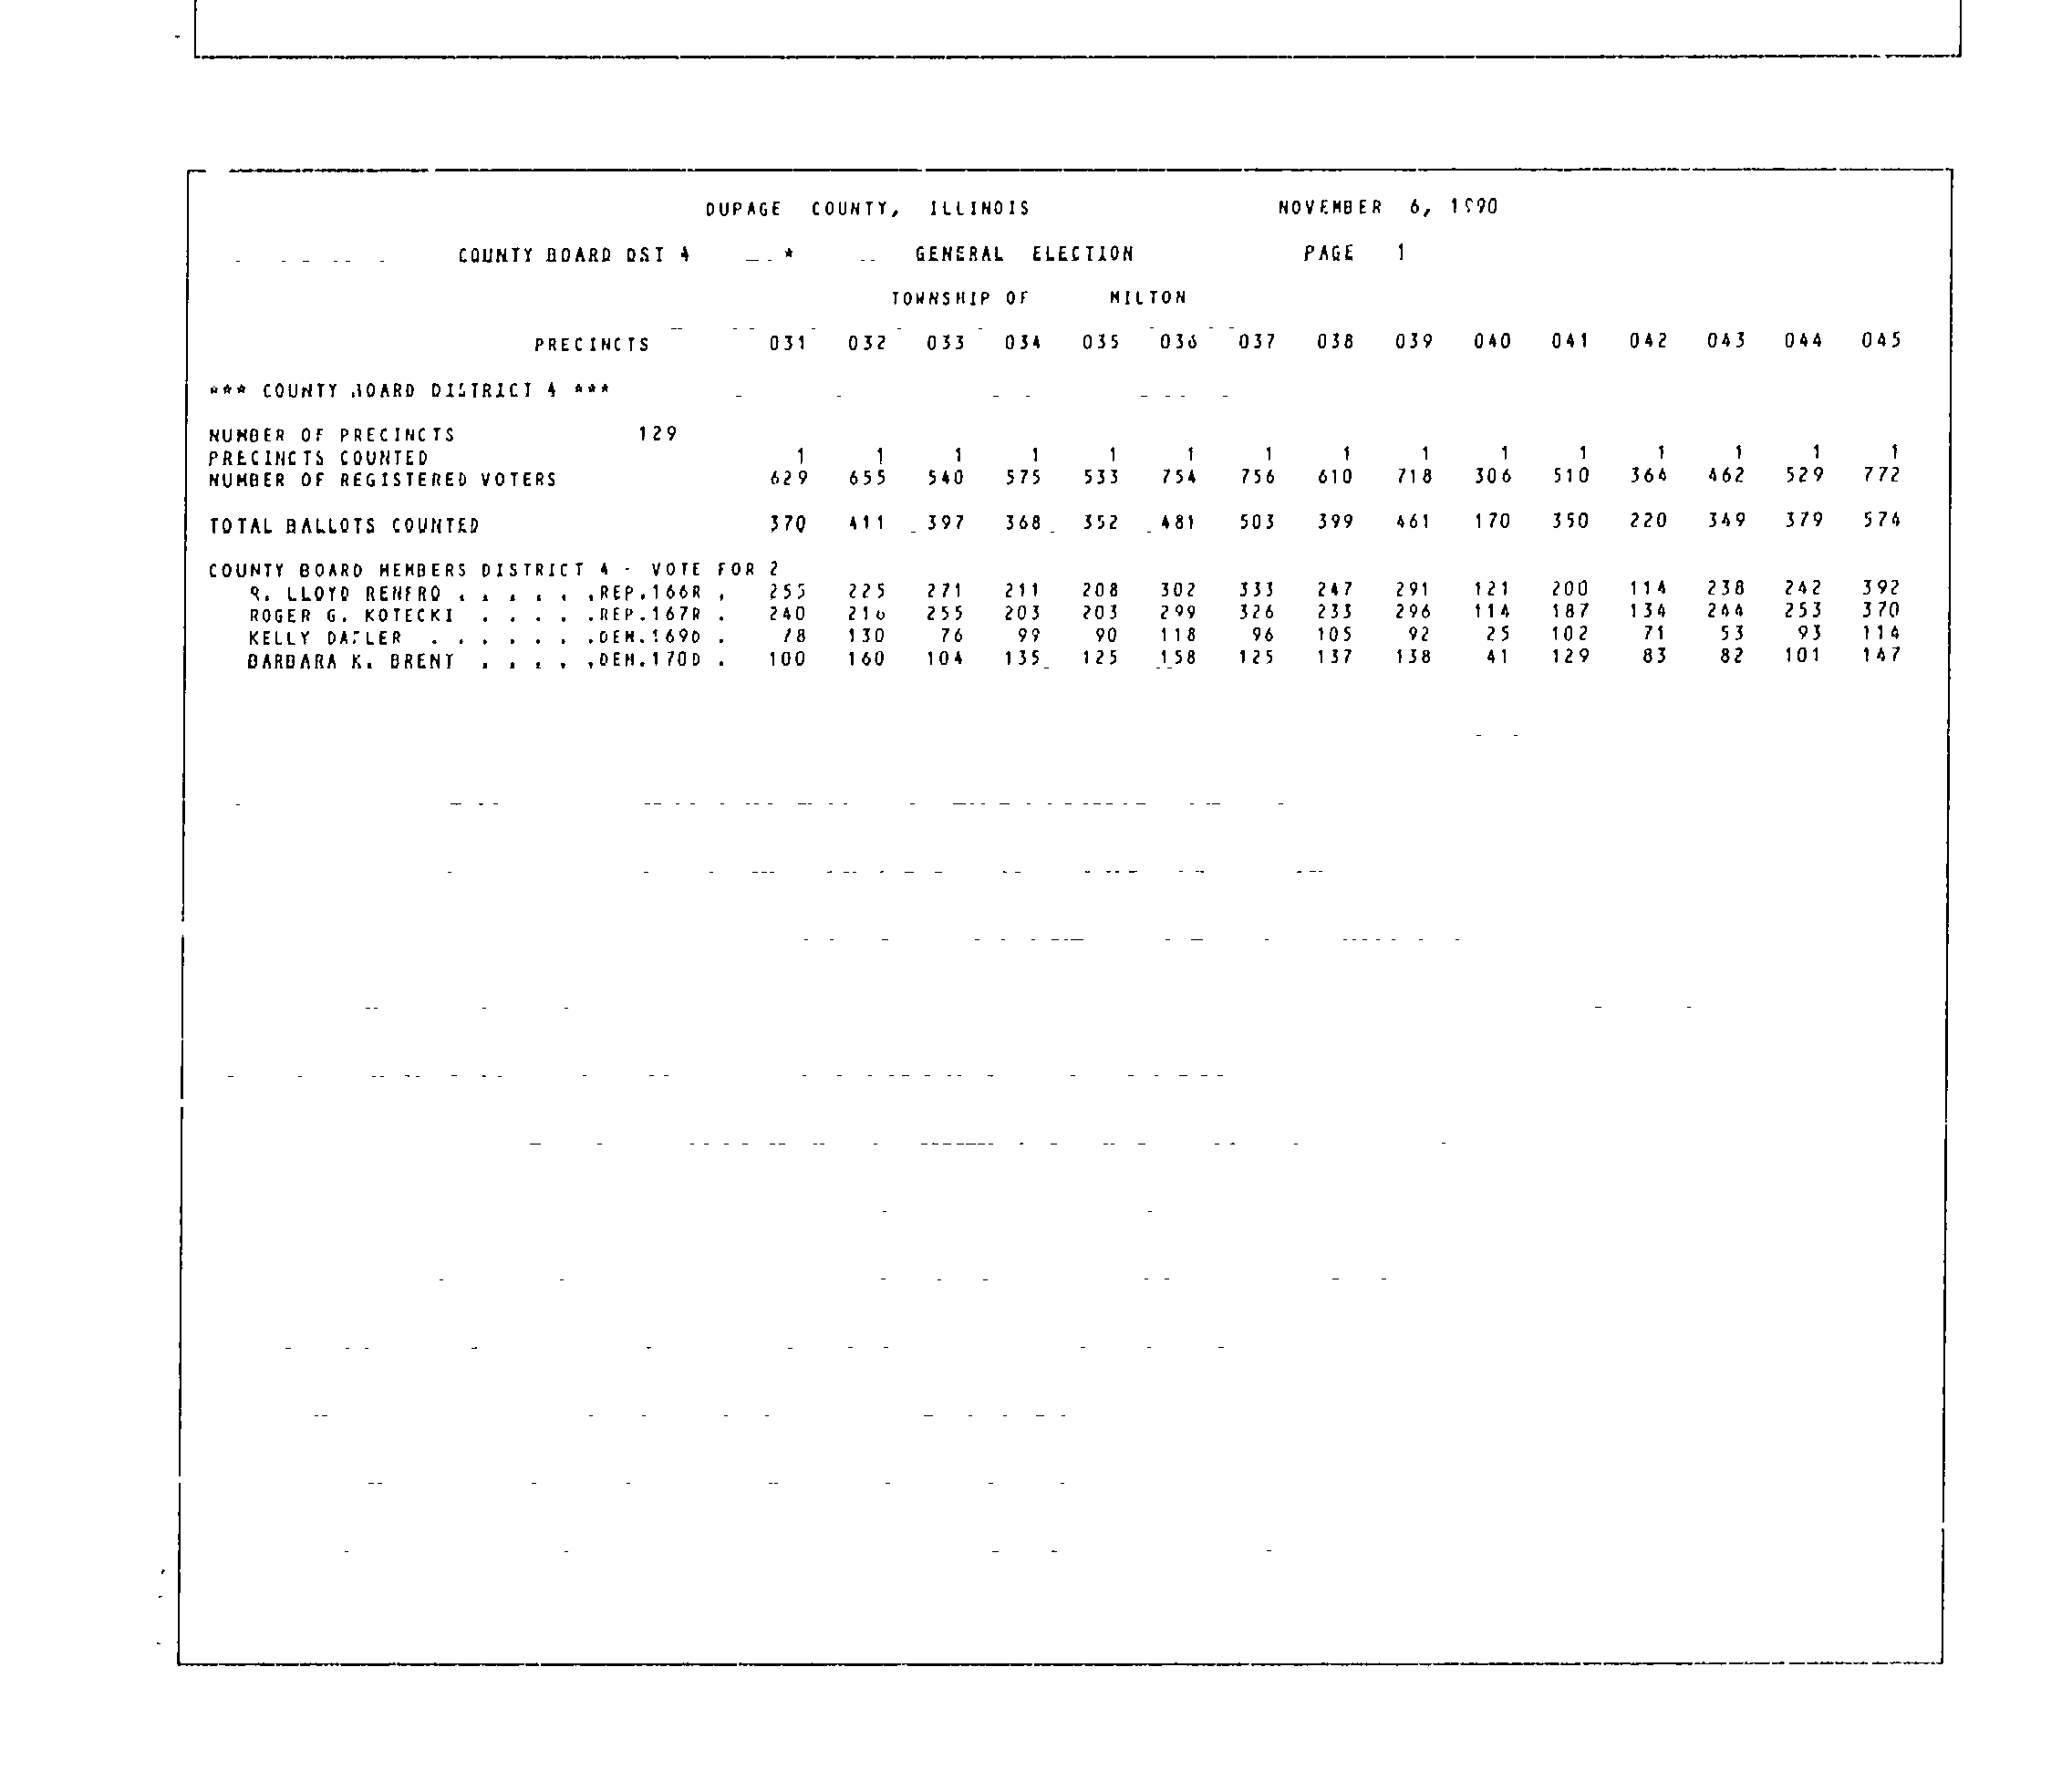 DUPAGE COUNTY, ILLINOIS NOVEMBER 6, 1990
COUNTY BOARD DST 4 * GENERAL ELECTION PAGE 1
TOWNSHIP OF MILTON
PRECINCTS 031 032 033 034 035 036 037 038 039 040 041 042 043 044 045
*** COUNTY BOARD DISTRICT 4 ***
NUMBER OF PRECINCTS 129
PRECINCTS COUNTED 1 1 1 1 1 1 1 1 1 1 1 1 1 1 1
NUMBER OF REGISTERED VOTERS 629 655 540 575 533 754 756 610 718 306 510 364 462 529 772
TOTAL BALLOTS COUNTED 370 411 397 368 352 481 503 399 461 170 350 220 349 379 574
COUNTY BOARD MEMBERS DISTRICT 4 - VOTE FOR 2
R. LLOYD RENFRO . . . . . .REP.166R . 255 225 271 211 208 302 333 247 291 121 200 114 238 242 392
ROGER G. KOTECKI . . . . .REP.167R . 240 216 255 203 203 299 326 233 296 114 187 134 244 253 370
KELLY . . . . . . .DEM.169D . 78 130 76 99 90 118 96 105 92 25 102 71 53 93 114
BARBARA K. BRENT . . . . .DEM.170D . 100 160 104 135 125 158 125 137 138 41 129 83 82 101 147